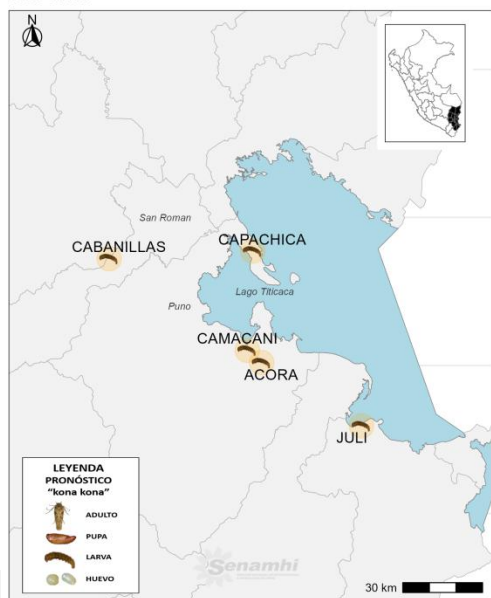 N
San Roman
CABANILLAS
CAPACHICA
Lago Titicaca
Puno
CAMACANI
ACORA
JULI
LEYENDA
PRONÓSTICO
"kona kona"
ADULTO
PUPA
LARVA
HUEVO
Senamhi
30 km